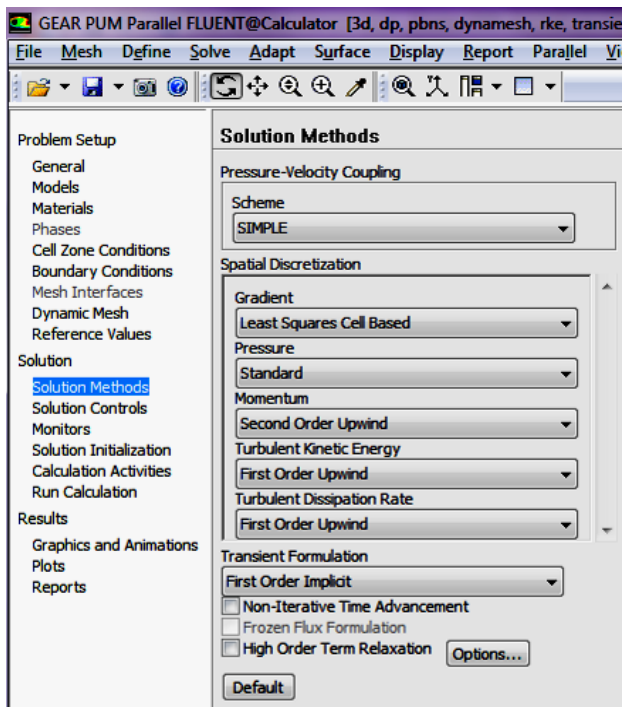 GEAR PUM Parallel FLUENT@Calculator [3d, dp, pbns, dynamesh, rke, transie
File Mesh Define Solve Adapt Surface Display Report Parallel Vi
Problem Setup
General
Models
Materials
Phases
Cell Zone Conditions
Boundary Conditions
Mesh Interfaces
Dynamic Mesh
Reference Values
Solution
Solution Methods
Solution Controls
Monitors
Solution Initialization
Calculation Activities
Run Calculation
Results
Graphics and Animations
Plots
Reports
Solution Methods
Pressure-Velocity Coupling
Scheme
SIMPLE
Spatial Discretization
Gradient
Least Squares Cell Based
Pressure
Standard
Momentum
Second Order Upwind
Turbulent Kinetic Energy
First Order Upwind
Turbulent Dissipation Rate
First Order Upwind
Transient Formulation
First Order Implicit
Non-Iterative Time Advancement
Frozen Flux Formulation
High Order Term Relaxation Options...
Default